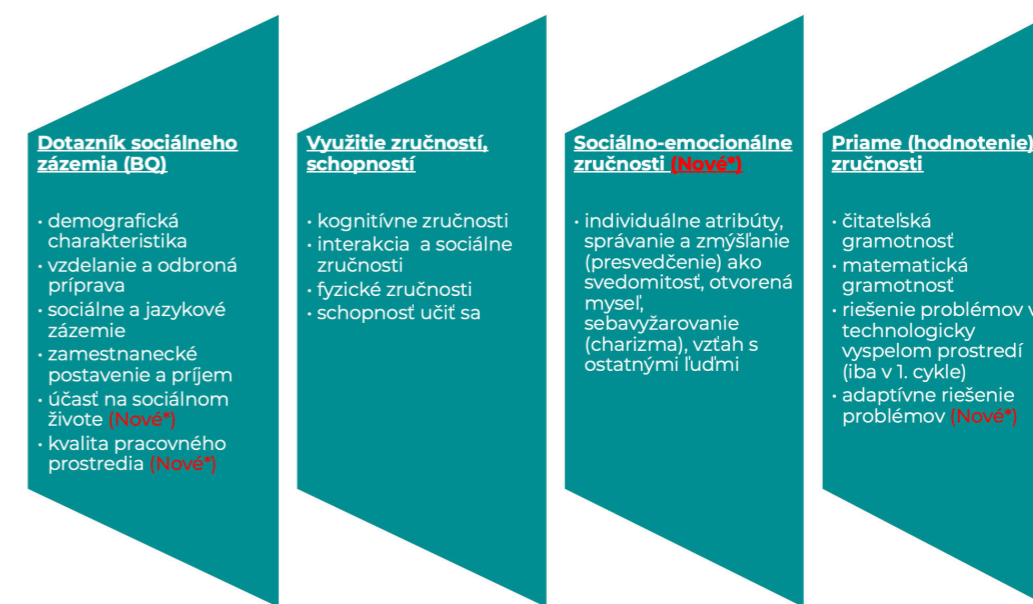 Dotazník sociálneho
zázemia (BQ)
· demografická
charakteristika
· vzdelanie a odbroná
príprava
· sociálne a jazykové
zázemie
· zamestnanecké
postavenie a príjem
· účasť na sociálnom
živote (Nové*)
· kvalita pracovného
prostredia (Nové*)
Využitie zručností,
schopností
· kognitívne zručnosti
· interakcia a sociálne
zručnosti
· fyzické zručnosti
· schopnosť učiť sa
Sociálno-emocionálne
zručnosti (Nové*)
· individuálne atribúty,
správanie a zmýšľanie
(presvedčenie) ako
svedomitosť, otvorená
myseľ,
sebavyžarovanie
(charizma), vzťah s
ostatnými ľuďmi
Priame (hodnotenie)
zručnosti
· čitateľská
gramotnosť
· matematická
gramotnosť
· riešenie problémov v
technologicky
vyspelom prostredí
(iba v 1. cykle)
· adaptívne riešenie
problémov (Nové*)